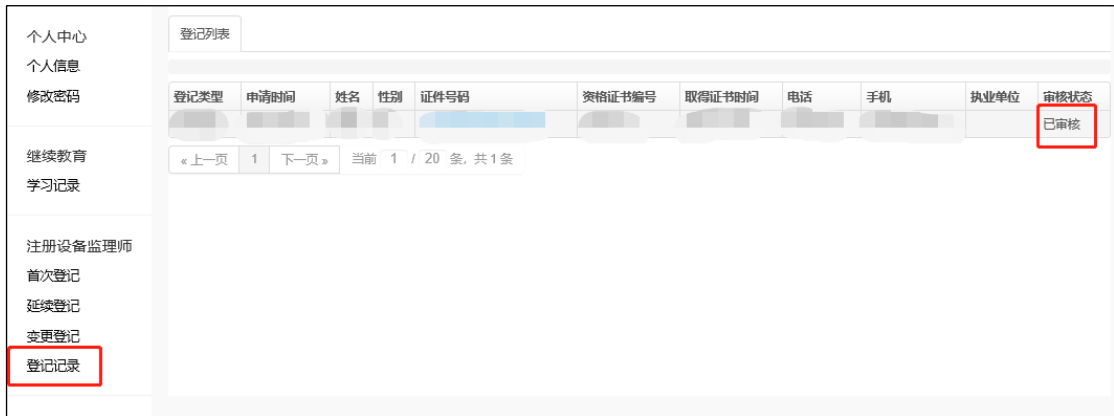 个人中心
个人信息
修改密码
继续教育
学习记录
注册设备监理师
首次登记
延续登记
变更登记
登记记录
登记列表
登记类型 申请时间 姓名 性别 证件号码 资格证书编号 取得证书时间 电话 手机 执业单位 审核状态
已审核
« 上一页 1 下一页 » 当前 1 / 20 条, 共 1 条